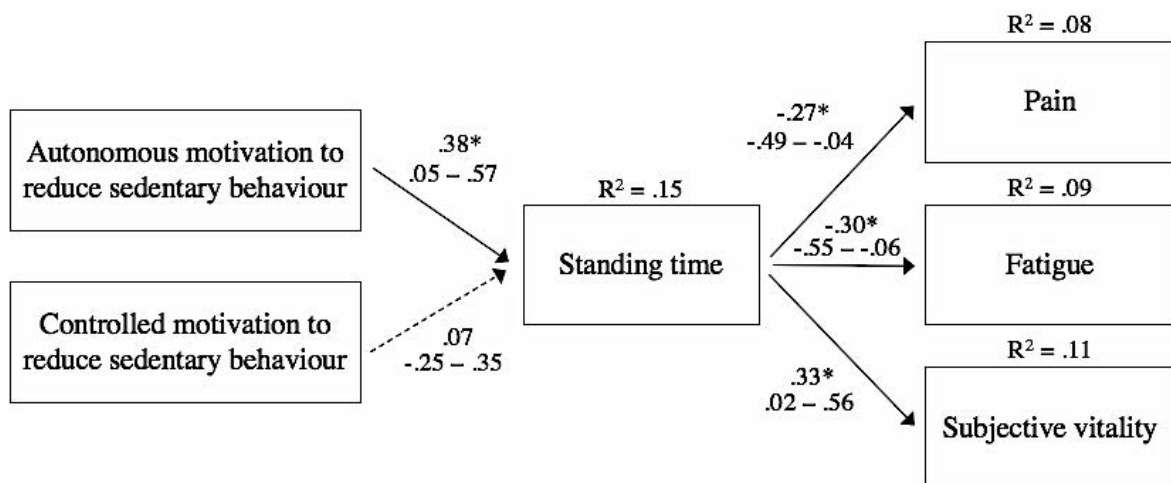 Autonomous motivation to
reduce sedentary behaviour
Controlled motivation to
reduce sedentary behaviour
.38*
.05 – .57
.07
-.25 – .35
R² = .15
Standing time
-.27*
-.49 – -.04
-.30*
-.55 – -.06
.33*
.02 – .56
R² = .08
Pain
R² = .09
Fatigue
R² = .11
Subjective vitality